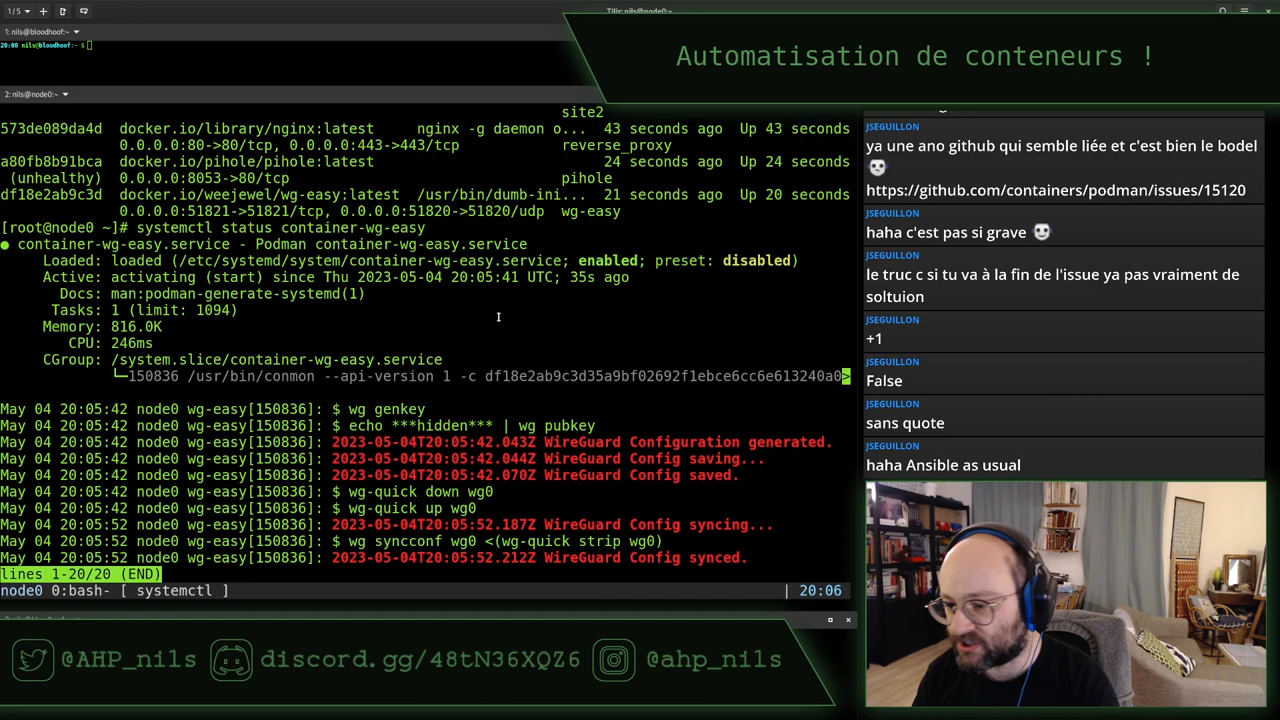 1/5
Tilix: nils@node0:~
1: nils@bloodhoof:~
20:00 nils@bloodhoof:~ $
Automatisation de conteneurs !
2: nils@node0:~
site2
573de089da4d docker.io/library/nginx:latest nginx -g daemon o... 43 seconds ago Up 43 seconds
0.0.0.0:80->80/tcp, 0.0.0.0:443->443/tcp reverse_proxy
a80fb8b91bca docker.io/pihole/pihole:latest 24 seconds ago Up 24 seconds
(unhealthy) 0.0.0.0:8053->80/tcp pihole
df18e2ab9c3d docker.io/weejewel/wg-easy:latest /usr/bin/dumb-ini... 21 seconds ago Up 20 seconds
0.0.0.0:51821->51821/tcp, 0.0.0.0:51820->51820/udp wg-easy
[root@node0 ~]# systemctl status container-wg-easy
● container-wg-easy.service - Podman container-wg-easy.service
Loaded: loaded (/etc/systemd/system/container-wg-easy.service; enabled; preset: disabled)
Active: activating (start) since Thu 2023-05-04 20:05:41 UTC; 35s ago
Docs: man:podman-generate-systemd(1)
Tasks: 1 (limit: 1094)
Memory: 816.0K
CPU: 246ms
CGroup: /system.slice/container-wg-easy.service
└─150836 /usr/bin/conmon --api-version 1 -c df18e2ab9c3d35a9bf02692f1ebce6cc6e613240a0>
May 04 20:05:42 node0 wg-easy[150836]: $ wg genkey
May 04 20:05:42 node0 wg-easy[150836]: $ echo ***hidden*** | wg pubkey
May 04 20:05:42 node0 wg-easy[150836]: 2023-05-04T20:05:42.043Z WireGuard Configuration generated.
May 04 20:05:42 node0 wg-easy[150836]: 2023-05-04T20:05:42.044Z WireGuard Config saving...
May 04 20:05:42 node0 wg-easy[150836]: 2023-05-04T20:05:42.070Z WireGuard Config saved.
May 04 20:05:42 node0 wg-easy[150836]: $ wg-quick down wg0
May 04 20:05:42 node0 wg-easy[150836]: $ wg-quick up wg0
May 04 20:05:52 node0 wg-easy[150836]: 2023-05-04T20:05:52.187Z WireGuard Config syncing...
May 04 20:05:52 node0 wg-easy[150836]: $ wg syncconf wg0 <(wg-quick strip wg0)
May 04 20:05:52 node0 wg-easy[150836]: 2023-05-04T20:05:52.212Z WireGuard Config synced.
lines 1-20/20 (END)
node0 0:bash- [ systemctl ] | 20:06
JSEGUILLON
ya une ano github qui semble liée et c'est bien le bodel
https://github.com/containers/podman/issues/15120
JSEGUILLON
haha c'est pas si grave
JSEGUILLON
le truc c si tu va à la fin de l'issue ya pas vraiment de
soltuion
JSEGUILLON
+1
JSEGUILLON
False
JSEGUILLON
sans quote
JSEGUILLON
haha Ansible as usual
@AHP_nils discord.gg/48tN36XQZ6 @ahp_nils